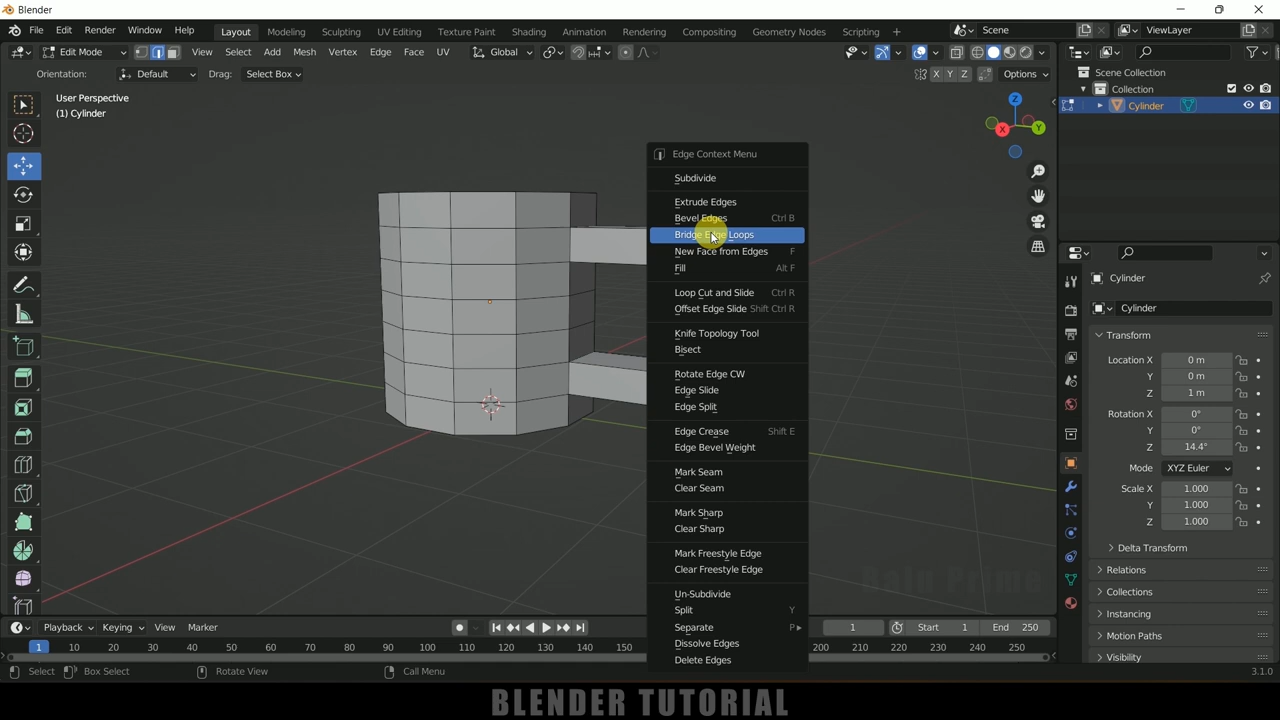 Blender
File Edit Render Window Help Layout Modeling Sculpting UV Editing Texture Paint Shading Animation Rendering Compositing Geometry Nodes Scripting + Scene ViewLayer
Edit Mode View Select Add Mesh Vertex Edge Face UV Global
Orientation: Default Drag: Select Box X Y Z Options
User Perspective
(1) Cylinder
Z
X
Y
Edge Context Menu
Subdivide
Extrude Edges
Bevel Edges Ctrl B
Bridge Edge Loops
New Face from Edges F
Fill Alt F
Loop Cut and Slide Ctrl R
Offset Edge Slide Shift Ctrl R
Knife Topology Tool
Bisect
Rotate Edge CW
Edge Slide
Edge Split
Edge Crease Shift E
Edge Bevel Weight
Mark Seam
Clear Seam
Mark Sharp
Clear Sharp
Mark Freestyle Edge
Clear Freestyle Edge
Un-Subdivide
Split Y
Separate P
Dissolve Edges
Delete Edges
Scene Collection
Collection
Cylinder
Cylinder
Cylinder
Transform
Location X 0 m
Y 0 m
Z 1 m
Rotation X 0°
Y 0°
Z 14.4°
Mode XYZ Euler
Scale X 1.000
Y 1.000
Z 1.000
Delta Transform
Relations
Collections
Instancing
Motion Paths
Visibility
Playback Keying View Marker 1 Start 1 End 250
1 10 20 30 40 50 60 70 80 90 100 110 120 130 140 150 200 210 220 230 240 250
Select Box Select Rotate View Call Menu 3.1.0
BLENDER TUTORIAL